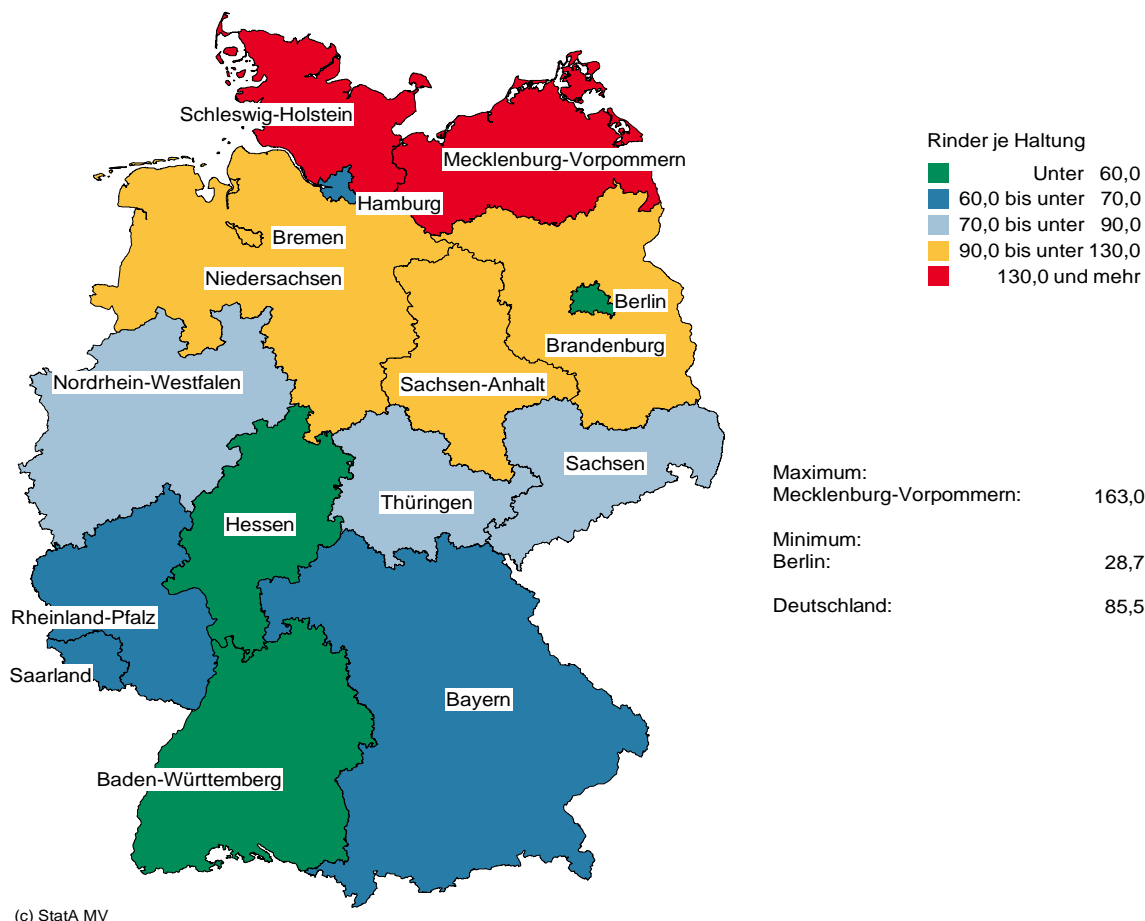 Schleswig-Holstein
Mecklenburg-Vorpommern
Hamburg
Bremen
Niedersachsen
Berlin
Brandenburg
Nordrhein-Westfalen
Sachsen-Anhalt
Sachsen
Thüringen
Hessen
Rheinland-Pfalz
Saarland
Bayern
Baden-Württemberg
Rinder je Haltung
Unter 60,0
60,0 bis unter 70,0
70,0 bis unter 90,0
90,0 bis unter 130,0
130,0 und mehr
Maximum:
Mecklenburg-Vorpommern: 163,0
Minimum:
Berlin: 28,7
Deutschland: 85,5
(c) StatA MV